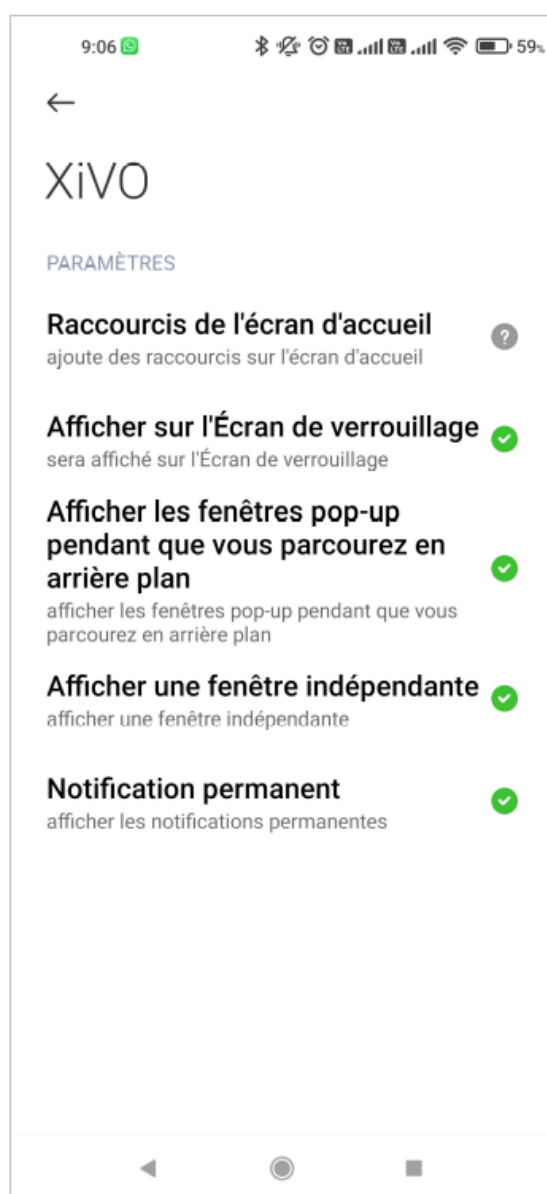 9:06
59%
XiVO
PARAMÈTRES
Raccourcis de l'écran d'accueil
ajoute des raccourcis sur l'écran d'accueil
Afficher sur l'Écran de verrouillage
sera affiché sur l'Écran de verrouillage
Afficher les fenêtres pop-up
pendant que vous parcourez en
arrière plan
afficher les fenêtres pop-up pendant que vous
parcourez en arrière plan
Afficher une fenêtre indépendante
afficher une fenêtre indépendante
Notification permanent
afficher les notifications permanentes